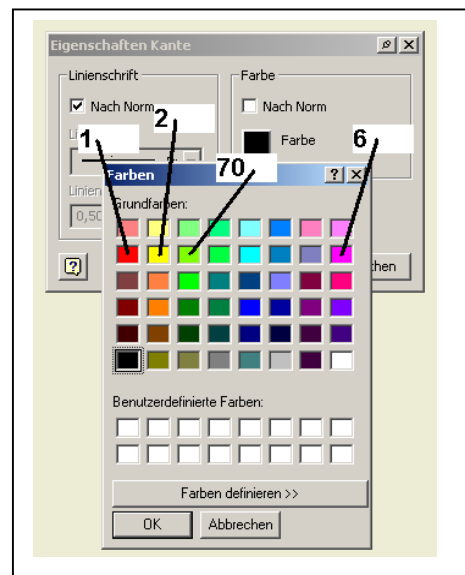 Eigenschaften Kante
Linienschrift
Farbe
Nach Norm
Nach Norm
1
2
6
Farbe
70
Farben
Linien
0,50
Grundfarben:
chen
Benutzerdefinierte Farben:
Farben definieren >>
OK
Abbrechen